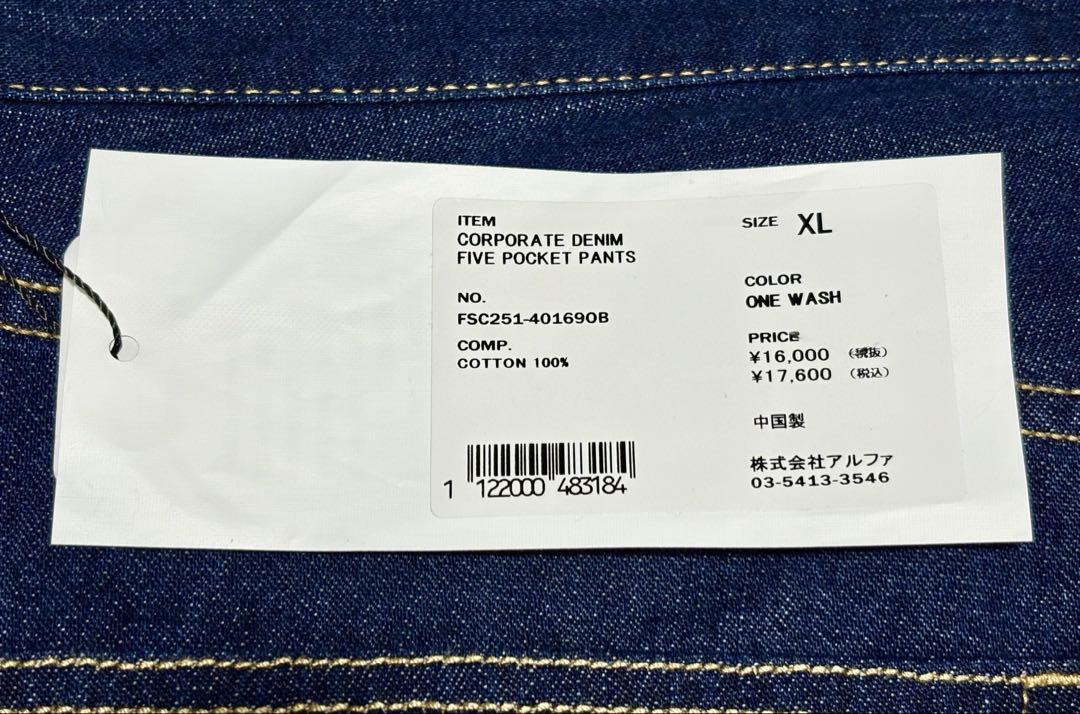 ITEM
CORPORATE DENIM
FIVE POCKET PANTS
NO.
FSC251-401690B
COMP.
COTTON 100%
1 122000 483184
SIZE XL
COLOR
ONE WASH
PRICE
¥16,000 (税抜)
¥17,600 (税込)
中国製
株式会社アルファ
03-5413-3546